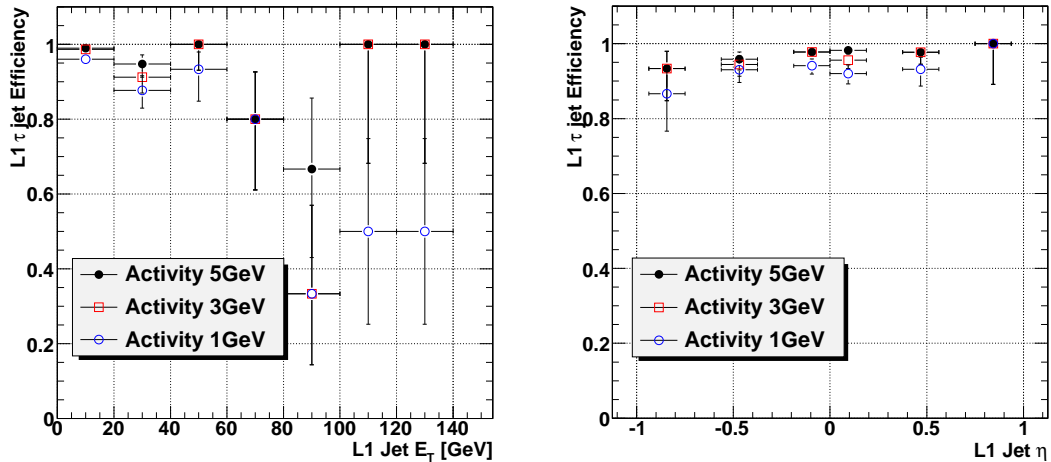 L1 τ jet Efficiency
1
0.8
0.6
0.4
0.2
0
Activity 5GeV
Activity 3GeV
Activity 1GeV
0 20 40 60 80 100 120 140
L1 Jet E_T [GeV]
L1 τ jet Efficiency
1
0.8
0.6
0.4
0.2
0
Activity 5GeV
Activity 3GeV
Activity 1GeV
-1 -0.5 0 0.5 1
L1 Jet η